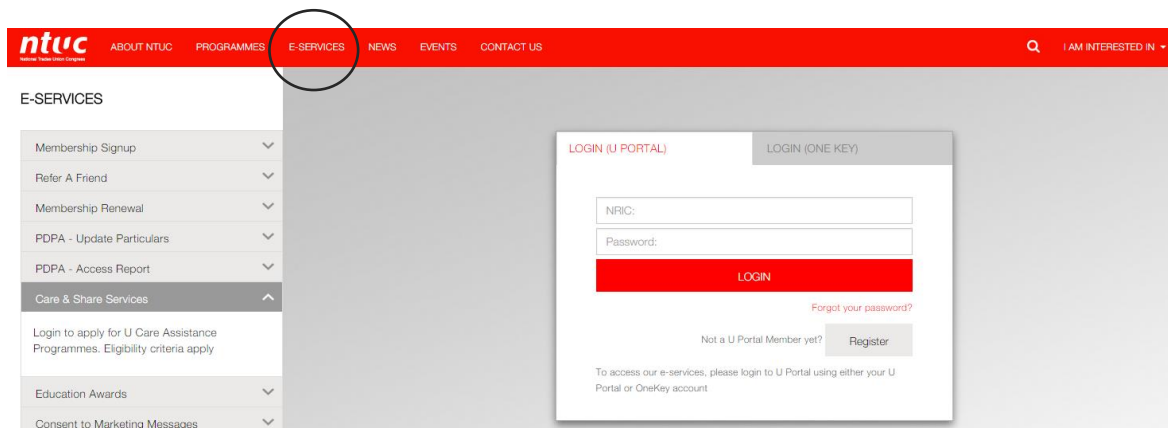 ntuc
National Trades Union Congress
ABOUT NTUC PROGRAMMES E-SERVICES NEWS EVENTS CONTACT US I AM INTERESTED IN
E-SERVICES
Membership Signup
Refer A Friend
Membership Renewal
PDPA - Update Particulars
PDPA - Access Report
Care & Share Services
Login to apply for U Care Assistance
Programmes. Eligibility criteria apply
Education Awards
Consent to Marketing Messages
LOGIN (U PORTAL) LOGIN (ONE KEY)
NRIC:
Password:
LOGIN
Forgot your password?
Not a U Portal Member yet? Register
To access our e-services, please login to U Portal using either your U
Portal or OneKey account